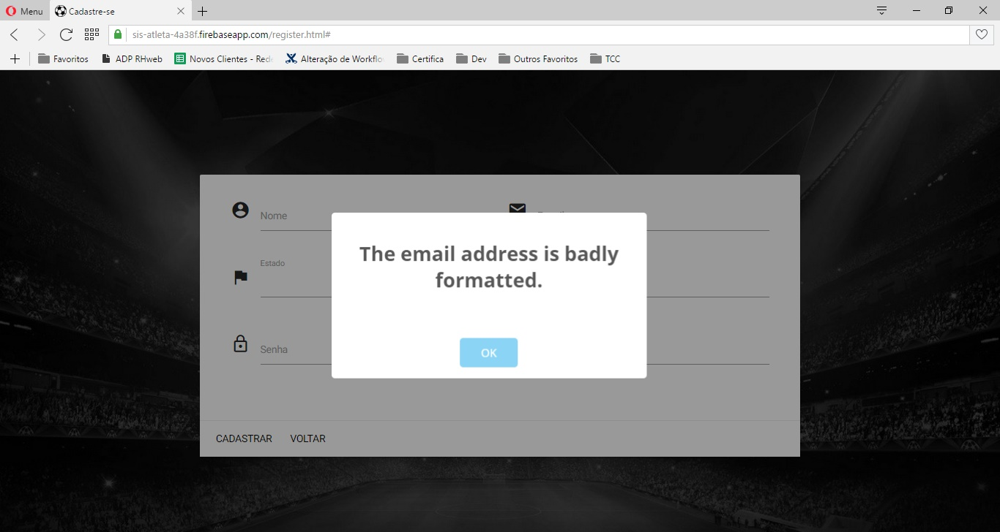 Menu
Cadastre-se
sis-atleta-4a38f.firebaseapp.com/register.html#
Favoritos
ADP RHweb
Novos Clientes - Rede
Alteração de Workflo
Certifica
Dev
Outros Favoritos
TCC
Nome
The email address is badly
formatted.
Estado
Senha
OK
CADASTRAR
VOLTAR